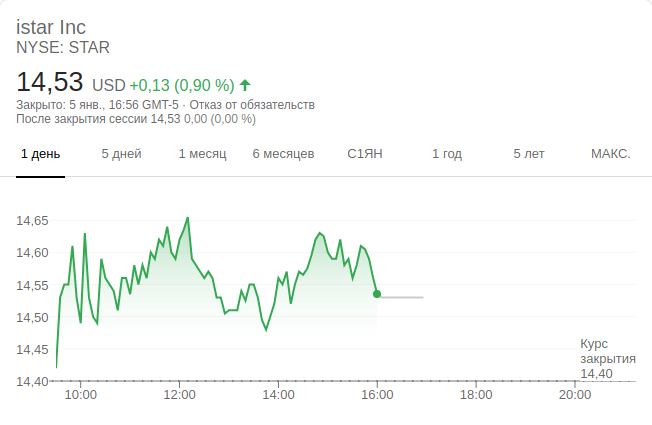 istar Inc
NYSE: STAR
14,53 USD +0,13 (0,90 %)
Закрыто: 5 янв., 16:56 GMT-5 · Отказ от обязательств
После закрытия сессии 14,53 0,00 (0,00 %)
1 день 5 дней 1 месяц 6 месяцев С1ЯН 1 год 5 лет МАКС.
14,65
14,60
14,55
14,50
14,45
14,40
Курс
закрытия
14,40
10:00 12:00 14:00 16:00 18:00 20:00